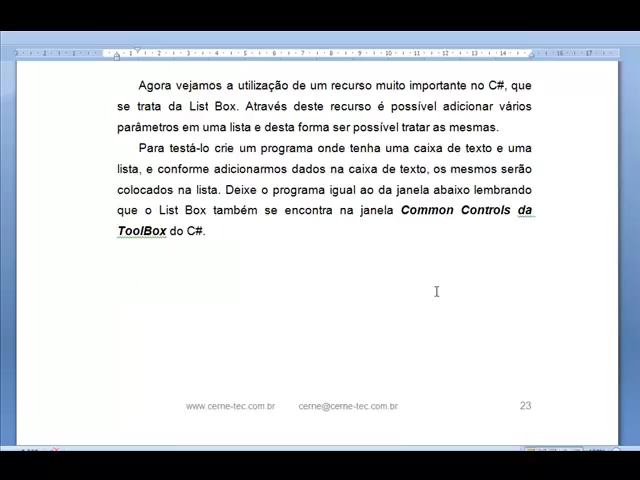 Agora vejamos a utilização de um recurso muito importante no C#, que
se trata da List Box. Através deste recurso é possível adicionar vários
parâmetros em uma lista e desta forma ser possível tratar as mesmas.
Para testá-lo crie um programa onde tenha uma caixa de texto e uma
lista, e conforme adicionarmos dados na caixa de texto, os mesmos serão
colocados na lista. Deixe o programa igual ao da janela abaixo lembrando
que o List Box também se encontra na janela Common Controls da
ToolBox do C#.
www.cerne-tec.com.br cerne@cerne-tec.com.br 23